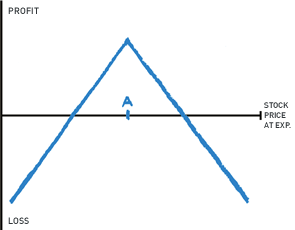 PROFIT
A
STOCK
PRICE
AT EXP.
LOSS